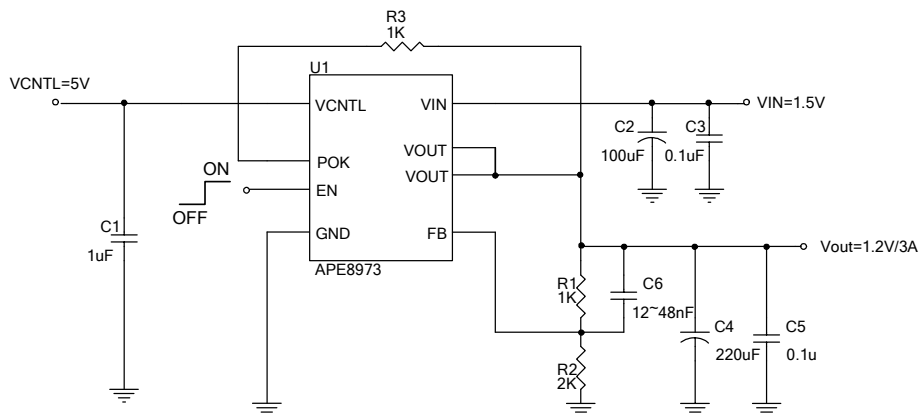 R3
1K
U1
VCNTL=5V
VCNTL
VIN
VIN=1.5V
C2
100uF
C3
0.1uF
VOUT
POK
VOUT
ON
OFF
EN
C1
1uF
GND
FB
Vout=1.2V/3A
APE8973
R1
1K
C6
12~48nF
C4
220uF
C5
0.1u
R2
2K